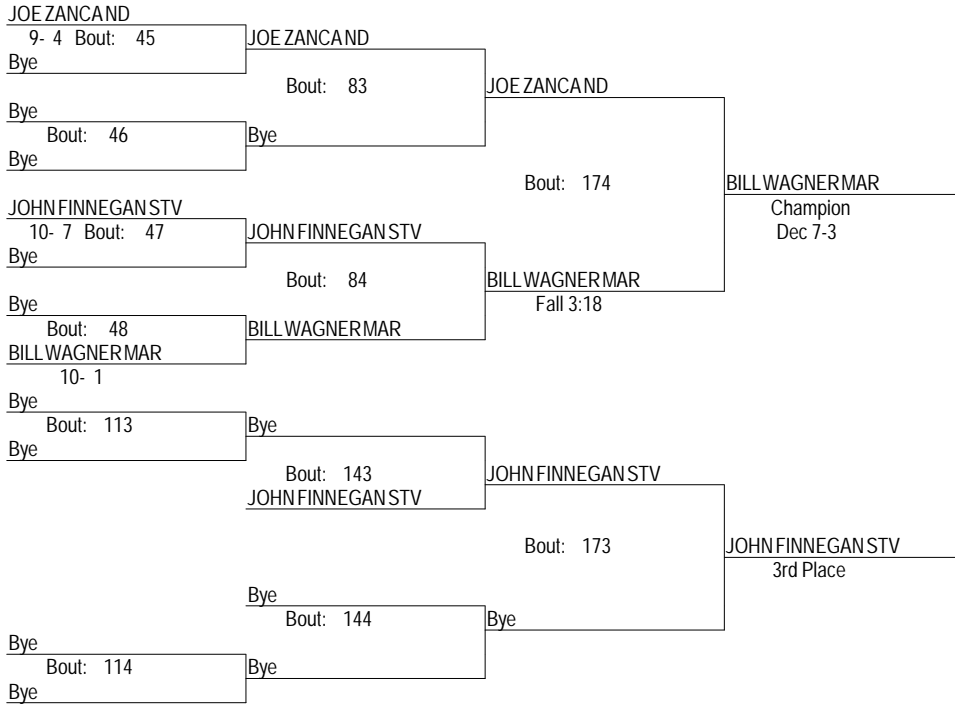 JOE ZANCAND
9- 4 Bout: 45
JOE ZANCAND
Bye
Bout: 83
JOE ZANCAND
Bye
Bout: 46
Bye
Bye
Bout: 174
BILL WAGNER MAR
JOHN FINNEGAN STV
Champion
10- 7 Bout: 47
JOHN FINNEGAN STV
Dec 7-3
Bye
Bout: 84
BILL WAGNER MAR
Bye
Fall 3:18
Bout: 48
BILL WAGNER MAR
BILL WAGNER MAR
10- 1
Bye
Bout: 113
Bye
Bye
Bout: 143
JOHN FINNEGAN STV
JOHN FINNEGAN STV
Bout: 173
JOHN FINNEGAN STV
3rd Place
Bye
Bout: 144
Bye
Bye
Bout: 114
Bye
Bye